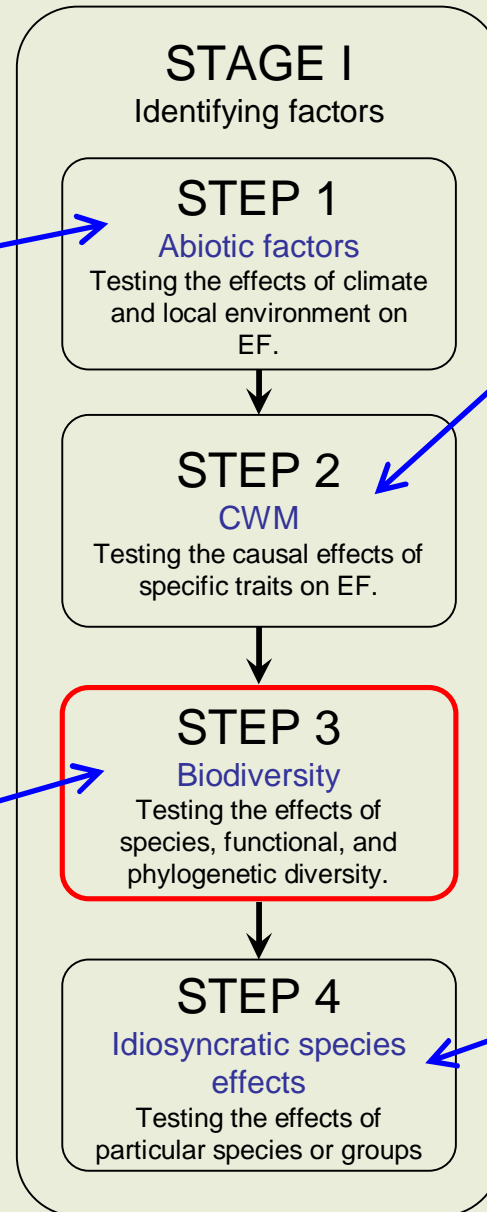 STAGE I
Identifying factors
STEP 1
Abiotic factors
Testing the effects of climate
and local environment on
EF.
STEP 2
CWM
Testing the causal effects of
specific traits on EF.
STEP 3
Biodiversity
Testing the effects of
species, functional, and
phylogenetic diversity.
STEP 4
Idiosyncratic species
effects
Testing the effects of
particular species or groups